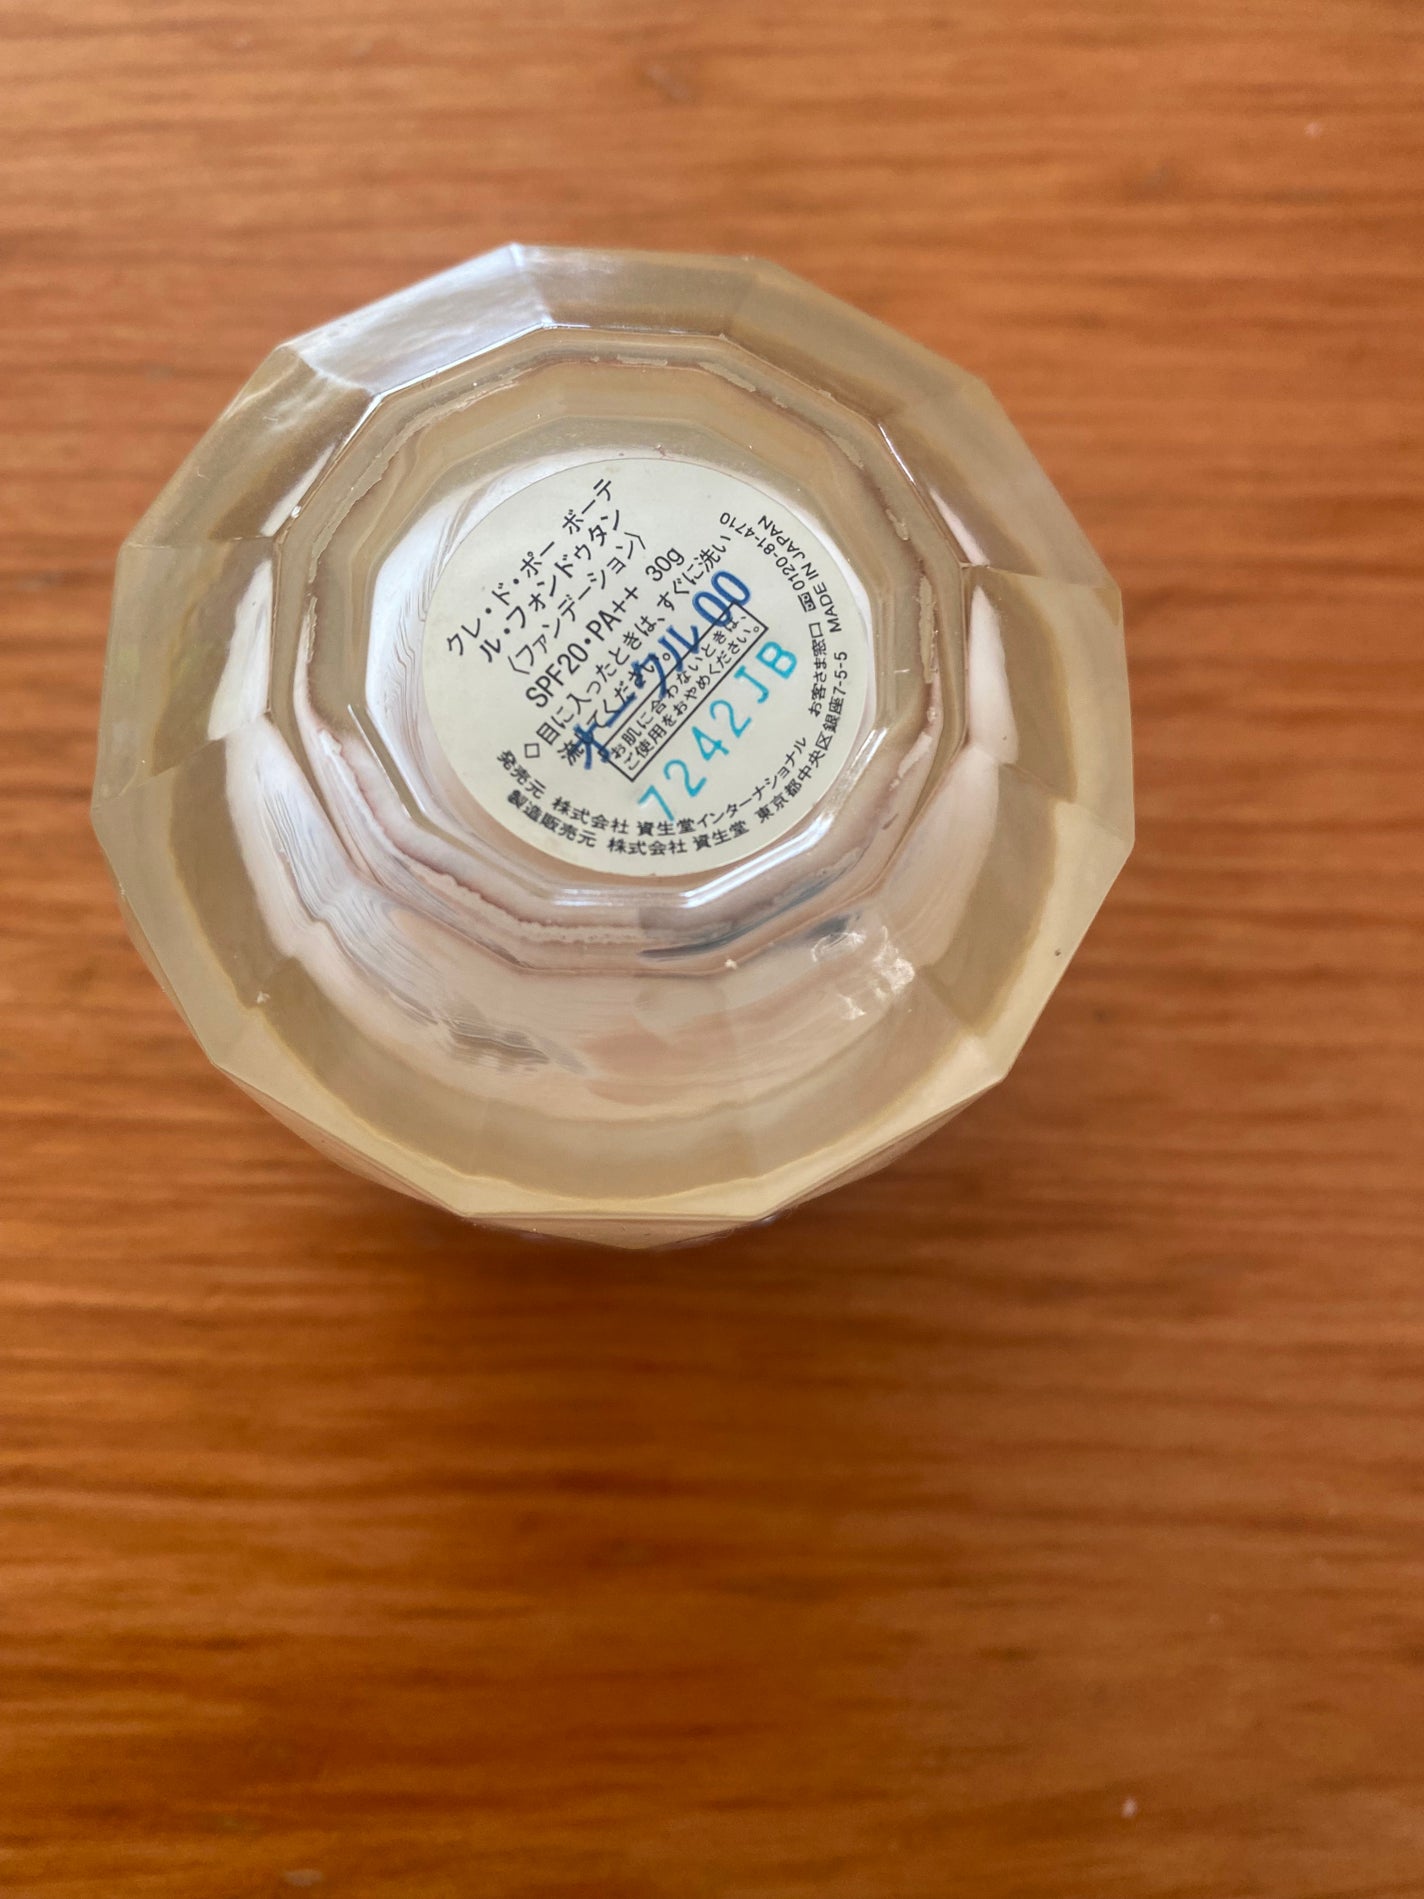 クレ・ド・ポー ボーテ
ル・フォンドゥタン
〈ファンデーション〉
SPF20・PA++ 30g
◇目に入ったときは、すぐに洗い
流してください。
オークル00
お肌に合わないときは、
ご使用をおやめください。
7242JB
発売元 株式会社 資生堂インターナショナル お客さま窓口 0120-81-4710
製造販売元 株式会社 資生堂 東京都中央区銀座7-5-5 MADE IN JAPAN